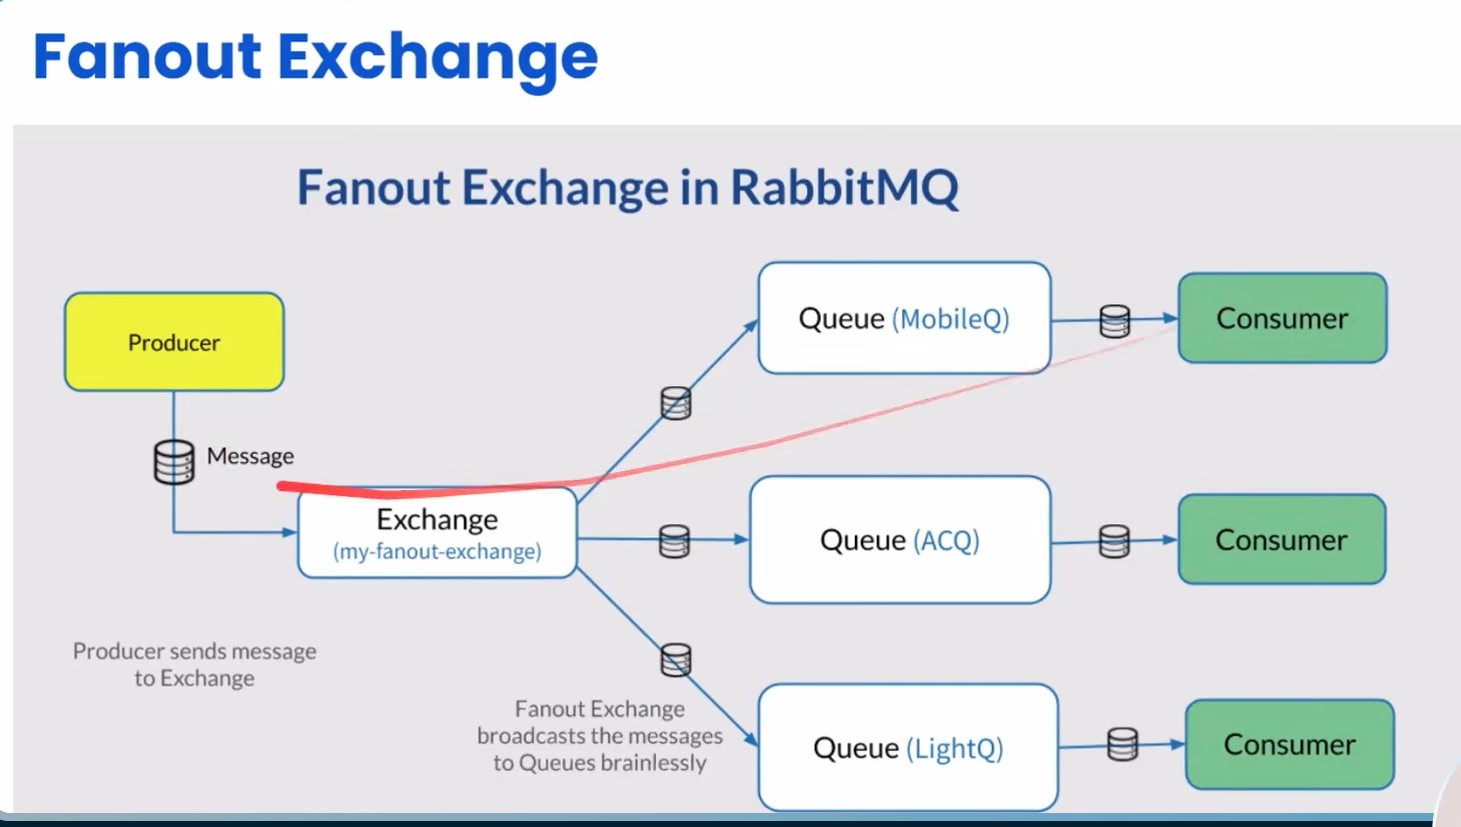 Fanout Exchange
Fanout Exchange in RabbitMQ
Producer
Message
Exchange
(my-fanout-exchange)
Queue (MobileQ)
Consumer
Queue (ACQ)
Consumer
Queue (LightQ)
Consumer
Producer sends message
to Exchange
Fanout Exchange
broadcasts the messages
to Queues brainlessly